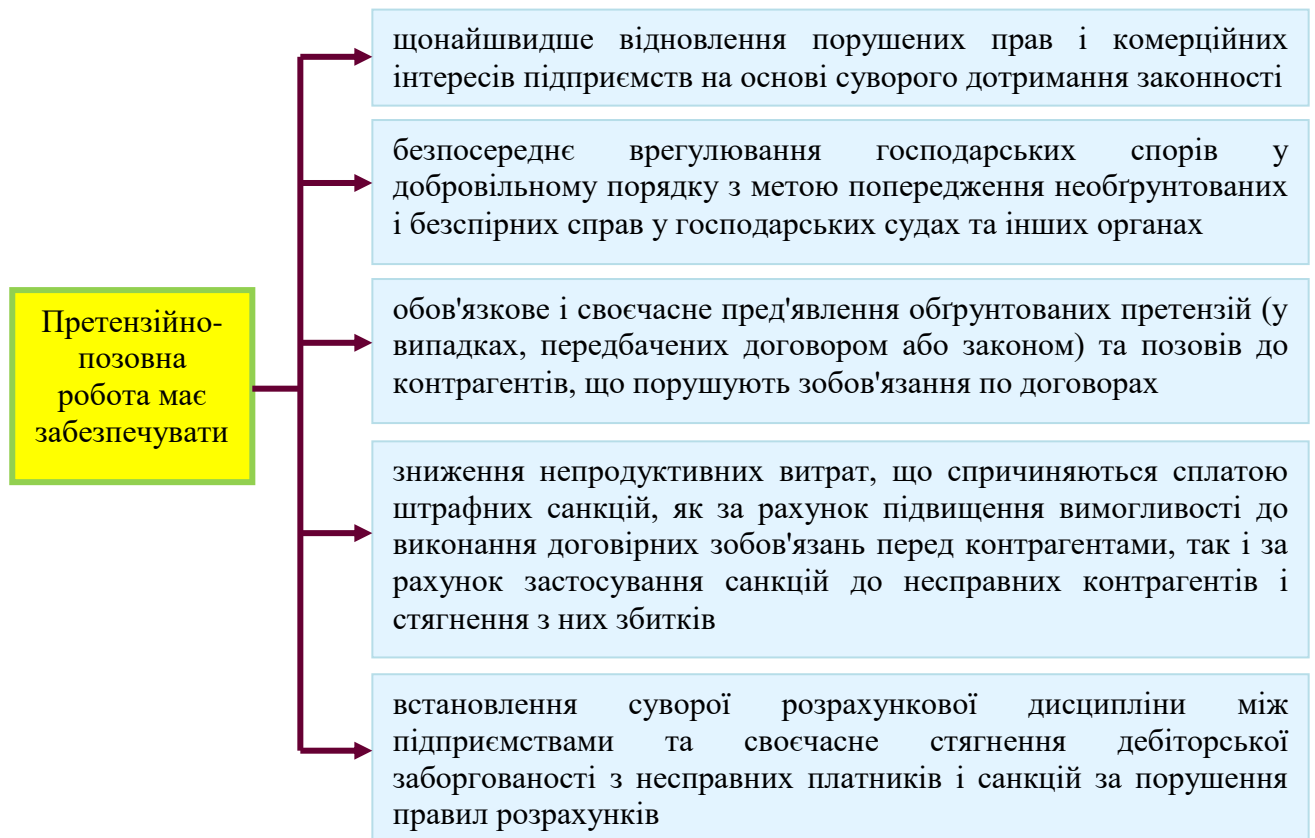 щонайшвидше відновлення порушених прав і комерційних
інтересів підприємств на основі суворого дотримання законності
безпосереднє врегулювання господарських спорів у
добровільному порядку з метою попередження необґрунтованих
і безспірних справ у господарських судах та інших органах
Претензійно-
позовна
робота має
забезпечувати
обов'язкове і своєчасне пред'явлення обґрунтованих претензій (у
випадках, передбачених договором або законом) та позовів до
контрагентів, що порушують зобов'язання по договорах
зниження непродуктивних витрат, що спричиняються сплатою
штрафних санкцій, як за рахунок підвищення вимогливості до
виконання договірних зобов'язань перед контрагентами, так і за
рахунок застосування санкцій до несправних контрагентів і
стягнення з них збитків
встановлення суворої розрахункової дисципліни між
підприємствами та своєчасне стягнення дебіторської
заборгованості з несправних платників і санкцій за порушення
правил розрахунків